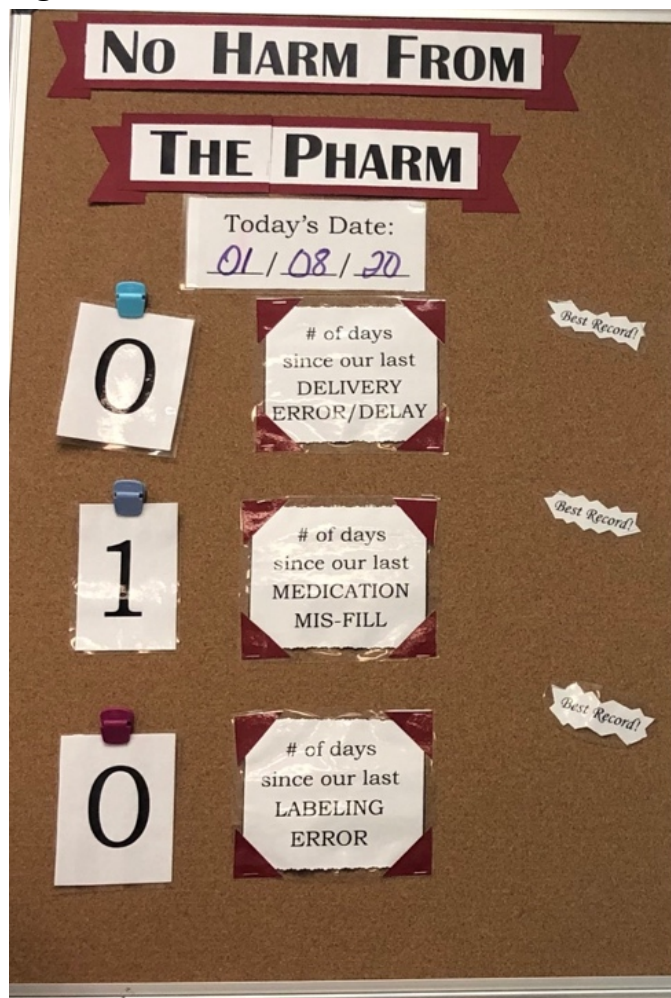 No Harm From
The Pharm
Today's Date:
01 / 08 / 20
0
# of days
since our last
DELIVERY
ERROR/DELAY
Best Record!
1
# of days
since our last
MEDICATION
MIS-FILL
Best Record!
0
# of days
since our last
LABELING
ERROR
Best Record!